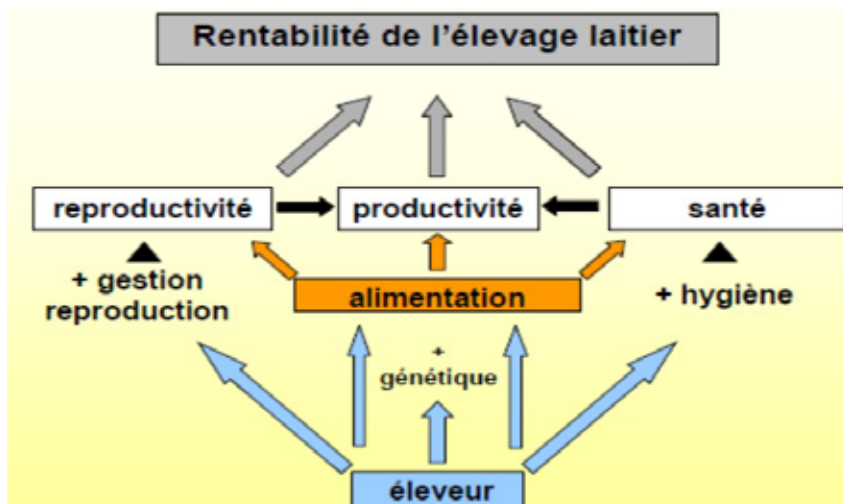 Rentabilité de l'élevage laitier
reproductivité
productivité
santé
+ gestion
reproduction
alimentation
+ hygiène
+
génétique
éleveur